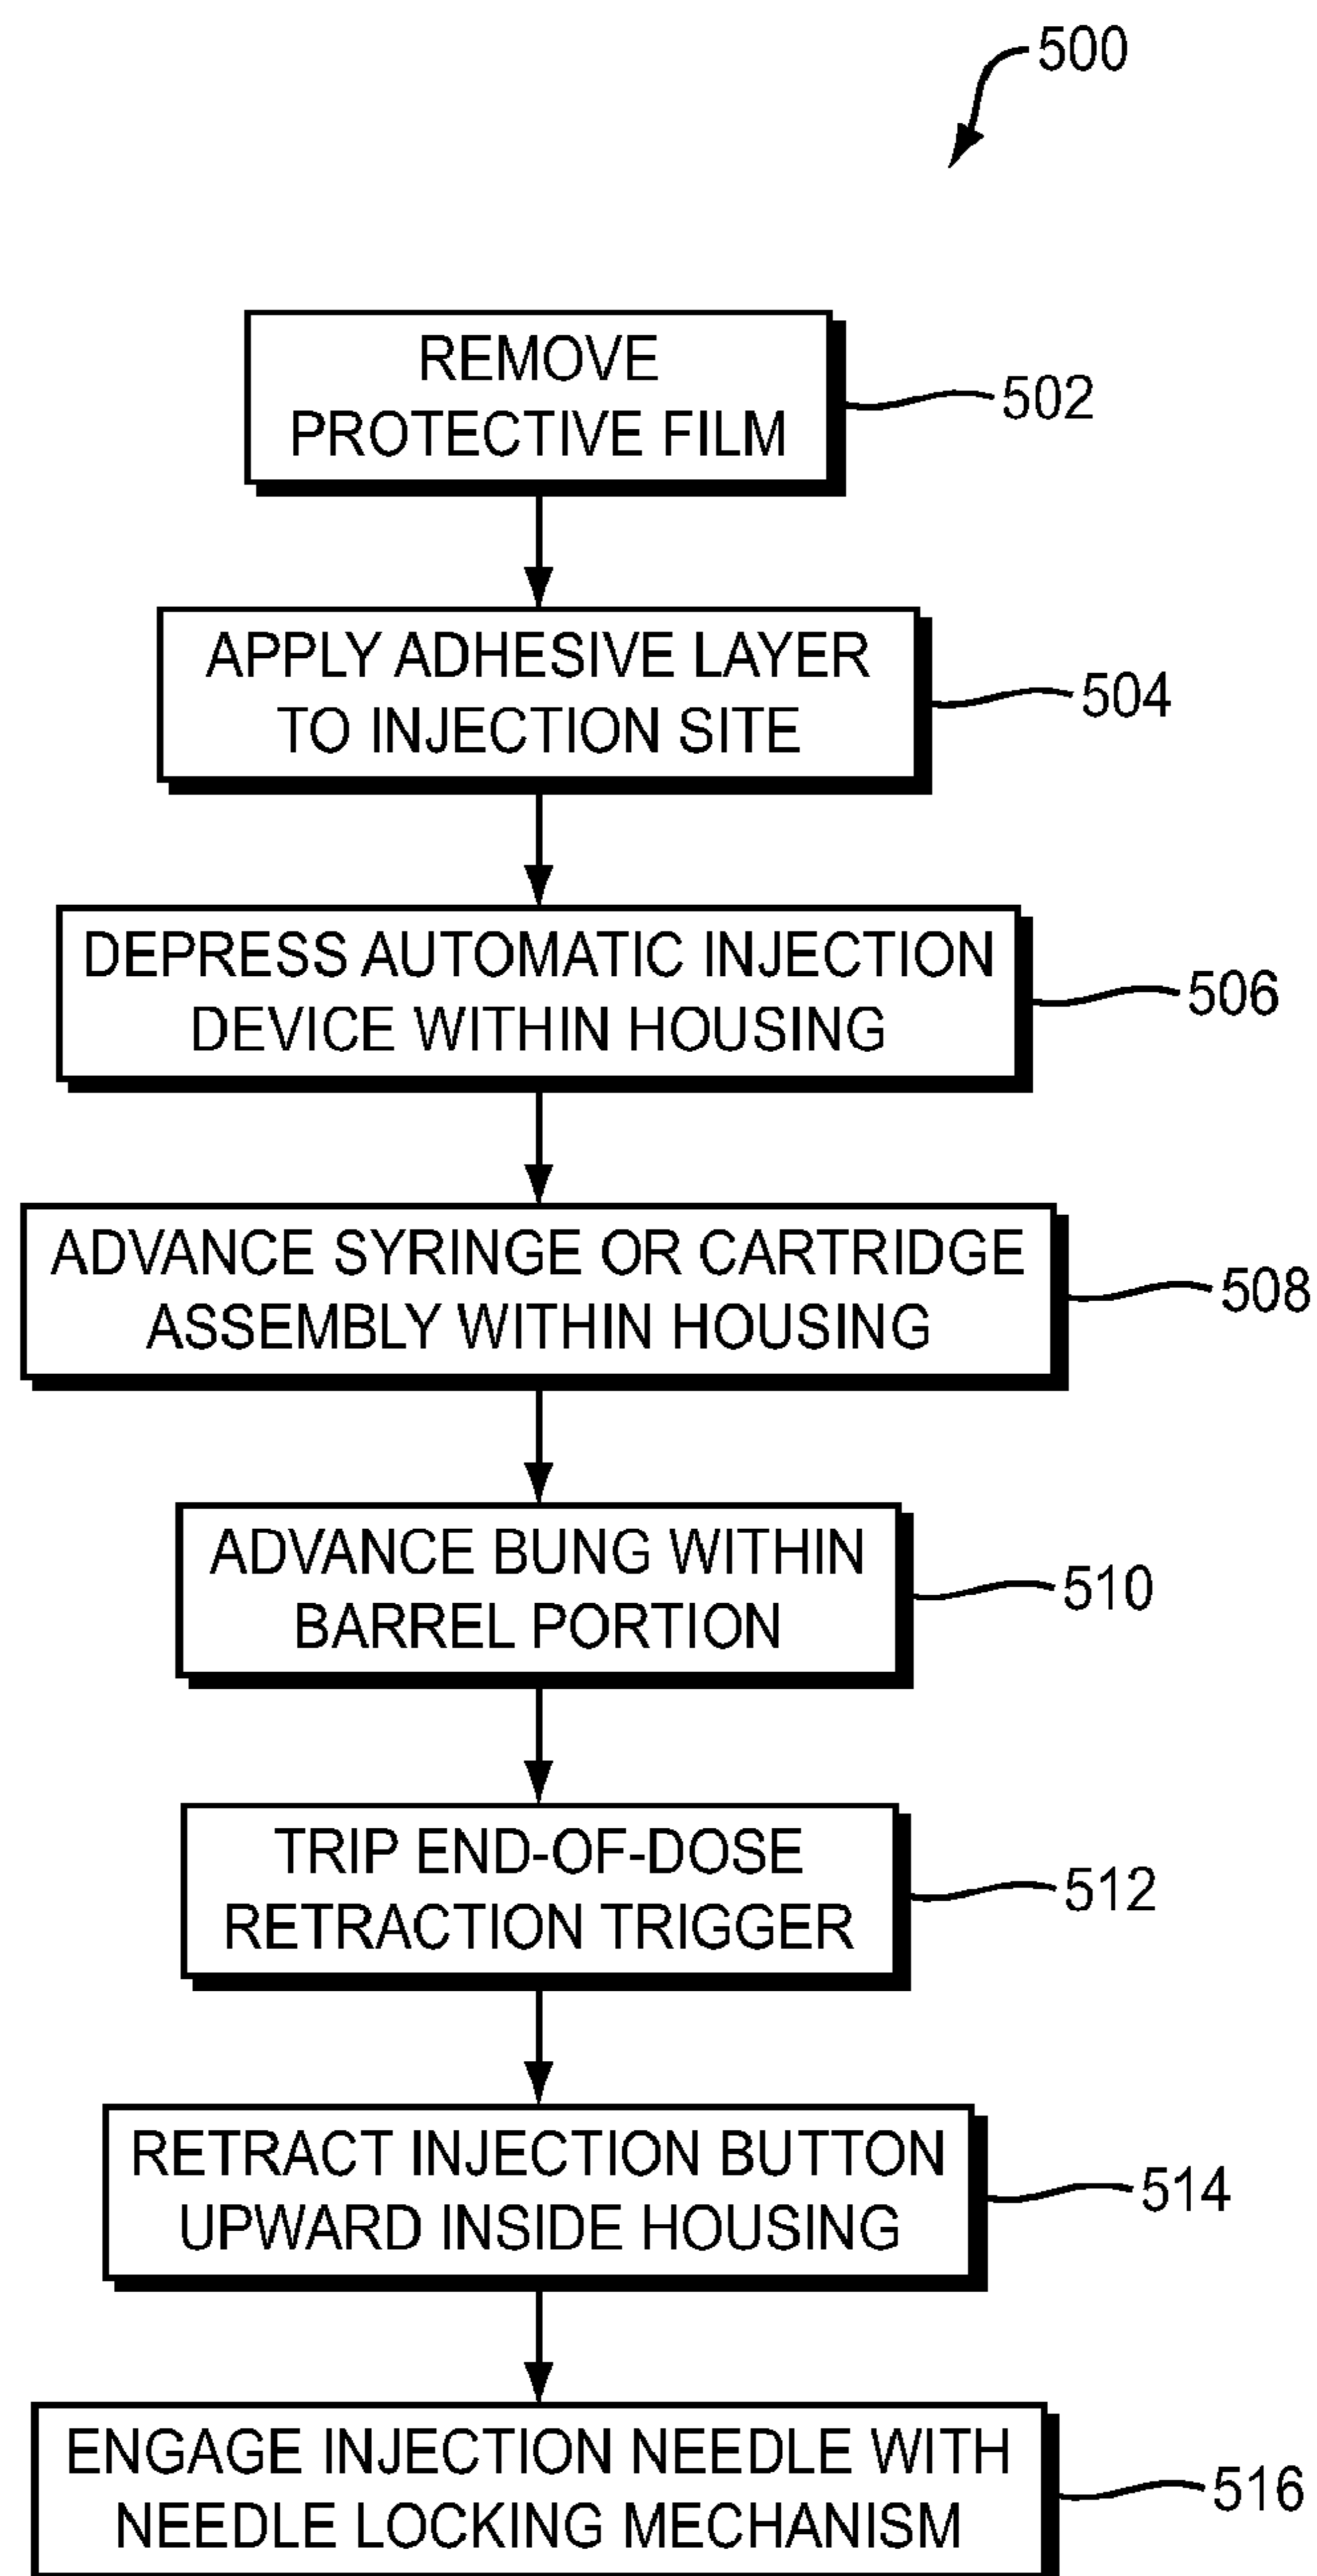 500
REMOVE
PROTECTIVE FILM
502
APPLY ADHESIVE LAYER
TO INJECTION SITE
504
DEPRESS AUTOMATIC INJECTION
DEVICE WITHIN HOUSING
506
ADVANCE SYRINGE OR CARTRIDGE
ASSEMBLY WITHIN HOUSING
508
ADVANCE BUNG WITHIN
BARREL PORTION
510
TRIP END-OF-DOSE
RETRACTION TRIGGER
512
RETRACT INJECTION BUTTON
UPWARD INSIDE HOUSING
514
ENGAGE INJECTION NEEDLE WITH
NEEDLE LOCKING MECHANISM
516